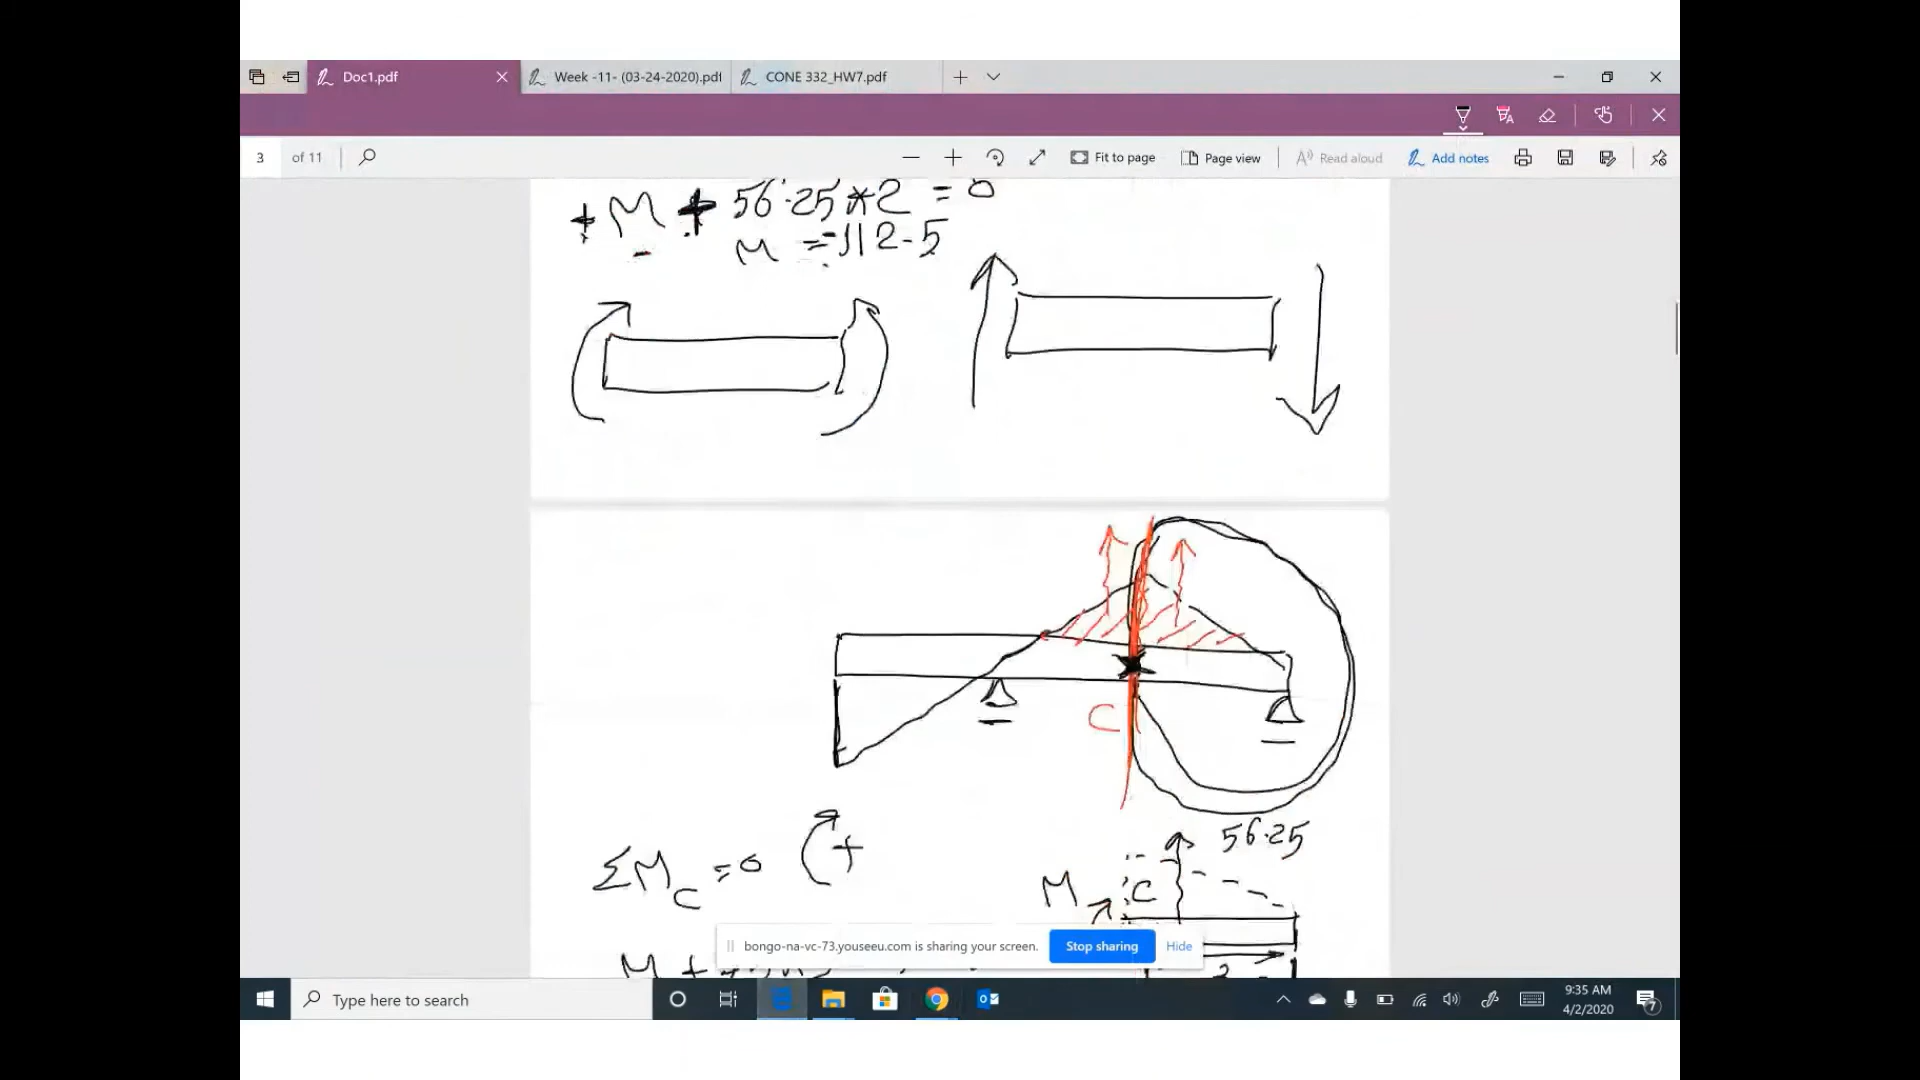 Doc1.pdf
Week -11- (03-24-2020).pdf
CONE 332_HW7.pdf
3 of 11
Fit to page
Page view
Read aloud
Add notes
+M + 56.25*2 = 0
M = -112.5
C
56.25
ΣMc = 0 (+
M C
bongo-na-vc-73.youseeu.com is sharing your screen.
Stop sharing
Hide
M +
Type here to search
9:35 AM
4/2/2020
7